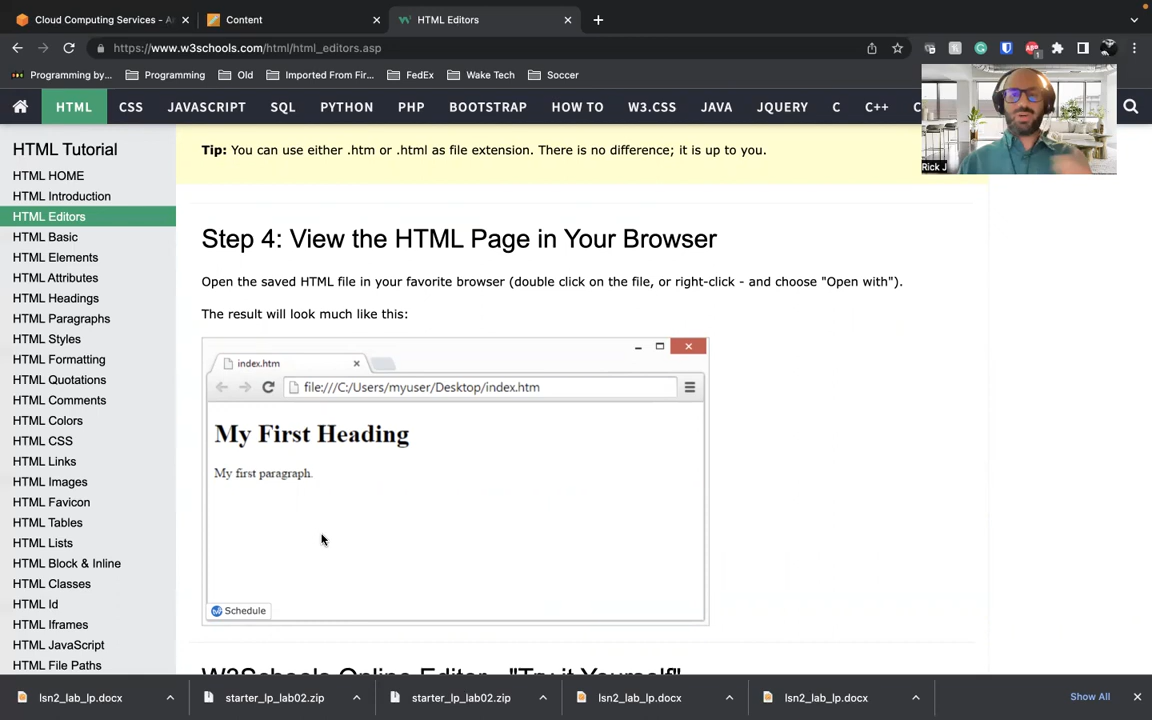 Cloud Computing Services - A
Content
HTML Editors
https://www.w3schools.com/html/html_editors.asp
1
Programming by...
Programming
Old
Imported From Fir...
FedEx
Wake Tech
Soccer
HTML
CSS
JAVASCRIPT
SQL
PYTHON
PHP
BOOTSTRAP
HOW TO
W3.CSS
JAVA
JQUERY
C
C++
C
Rick J
HTML Tutorial
HTML HOME
HTML Introduction
HTML Editors
HTML Basic
HTML Elements
HTML Attributes
HTML Headings
HTML Paragraphs
HTML Styles
HTML Formatting
HTML Quotations
HTML Comments
HTML Colors
HTML CSS
HTML Links
HTML Images
HTML Favicon
HTML Tables
HTML Lists
HTML Block & Inline
HTML Classes
HTML Id
HTML Iframes
HTML JavaScript
HTML File Paths
Tip: You can use either .htm or .html as file extension. There is no difference; it is up to you.
Step 4: View the HTML Page in Your Browser
Open the saved HTML file in your favorite browser (double click on the file, or right-click - and choose "Open with").
The result will look much like this:
index.htm
file:///C:/Users/myuser/Desktop/index.htm
My First Heading
My first paragraph.
Schedule
W3Schools Online Editor - "Try it Yourself"
lsn2_lab_lp.docx
starter_lp_lab02.zip
starter_lp_lab02.zip
lsn2_lab_lp.docx
lsn2_lab_lp.docx
Show All